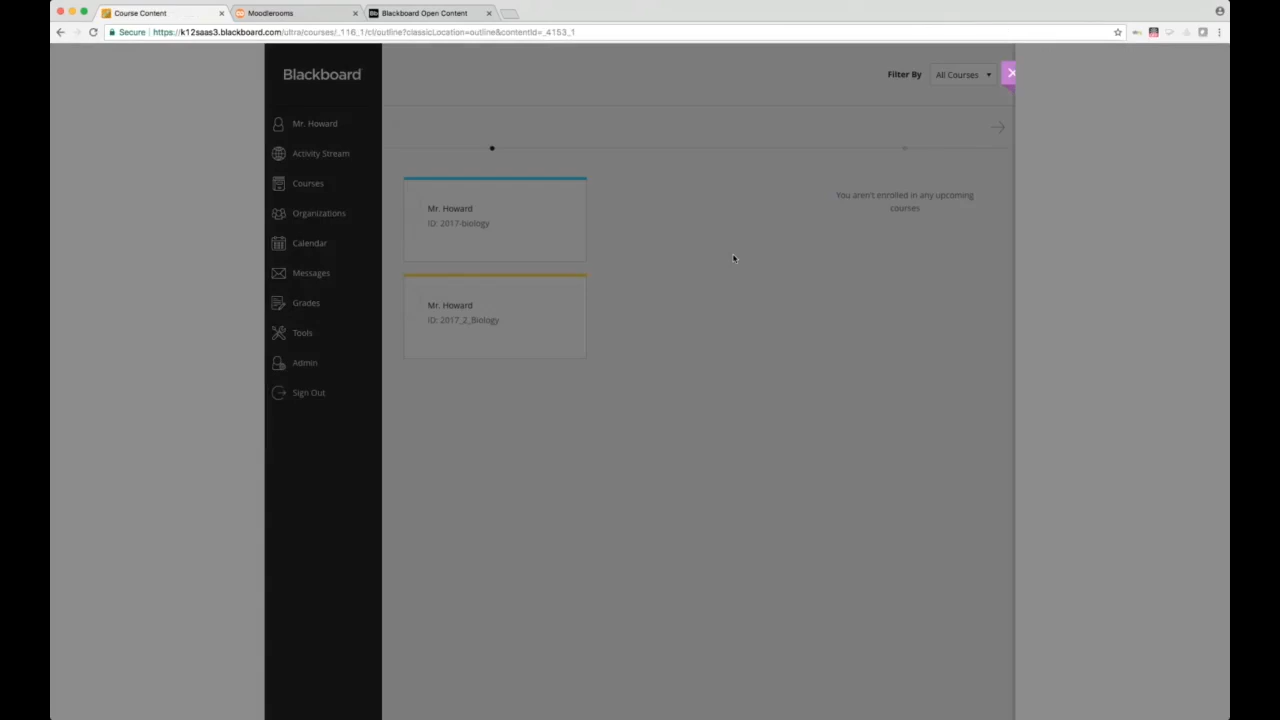 Course Content
Moodlerooms
Blackboard Open Content
Secure
https://k12saas3.blackboard.com/ultra/courses/_116_1/cl/outline?classicLocation=outline&contentId=_4153_1
Blackboard
Filter By
All Courses
Mr. Howard
Activity Stream
Courses
Organizations
Calendar
Messages
Grades
Tools
Admin
Sign Out
Mr. Howard
ID: 2017-biology
Mr. Howard
ID: 2017_2_Biology
You aren't enrolled in any upcoming
courses